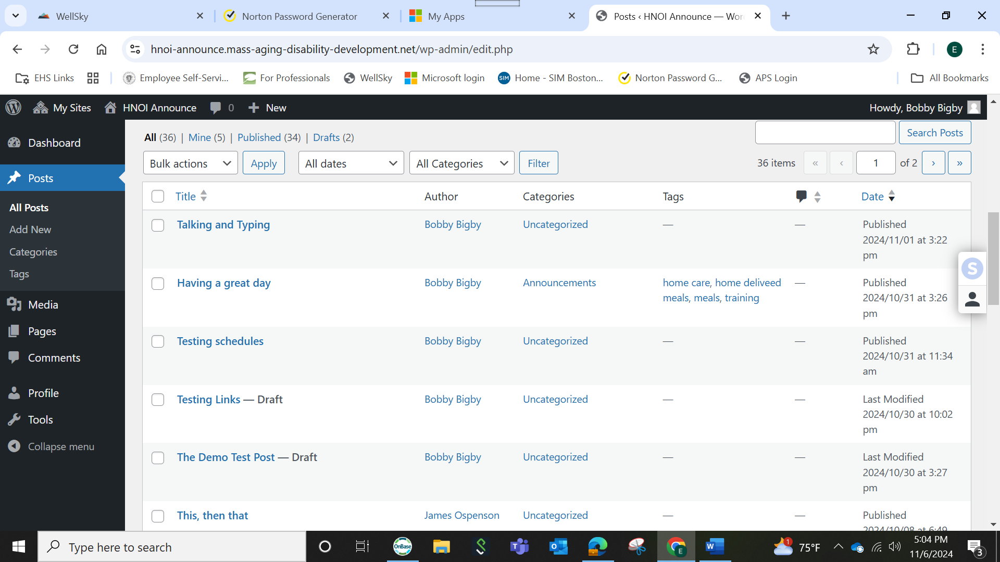 WellSky
Norton Password Generator
My Apps
Posts ‹ HNOI Announce — Wor
hnoi-announce.mass-aging-disability-development.net/wp-admin/edit.php
E
EHS Links
Employee Self-Servi...
For Professionals
WellSky
Microsoft login
SIM
Home - SIM Boston...
Norton Password G...
APS Login
All Bookmarks
My Sites
HNOI Announce
0
New
Howdy, Bobby Bigby
Dashboard
Posts
All Posts
Add New
Categories
Tags
Media
Pages
Comments
Profile
Tools
Collapse menu
All (36) | Mine (5) | Published (34) | Drafts (2)
Search Posts
Bulk actions
Apply
All dates
All Categories
Filter
36 items
«
‹
1
of 2
›
»
Title
Author
Categories
Tags
Date
Talking and Typing
Bobby Bigby
Uncategorized
—
—
Published
2024/11/01 at 3:22
pm
Having a great day
Bobby Bigby
Announcements
home care, home deliveed
meals, meals, training
—
Published
2024/10/31 at 3:26
pm
Testing schedules
Bobby Bigby
Uncategorized
—
—
Published
2024/10/31 at 11:34
am
Testing Links — Draft
Bobby Bigby
Uncategorized
—
—
Last Modified
2024/10/30 at 10:02
pm
The Demo Test Post — Draft
Bobby Bigby
Uncategorized
—
—
Last Modified
2024/10/30 at 3:27
pm
This, then that
James Ospenson
Uncategorized
—
—
Published
2024/10/08 at 6:49
S
Type here to search
OnBase
E
1
75°F
5:04 PM
11/6/2024
3